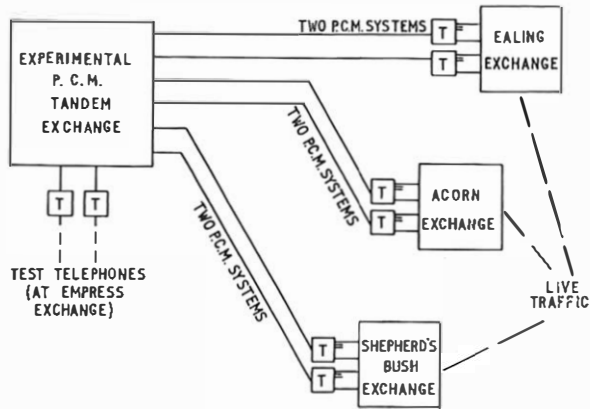 EXPERIMENTAL
P. C. M.
TANDEM
EXCHANGE
TWO P.C.M. SYSTEMS
T
T
EALING
EXCHANGE
TWO P.C.M. SYSTEMS
T
T
ACORN
EXCHANGE
TWO P.C.M. SYSTEMS
T
T
SHEPHERD'S
BUSH
EXCHANGE
T T
TEST TELEPHONES
(AT EMPRESS
EXCHANGE)
LIVE
TRAFFIC